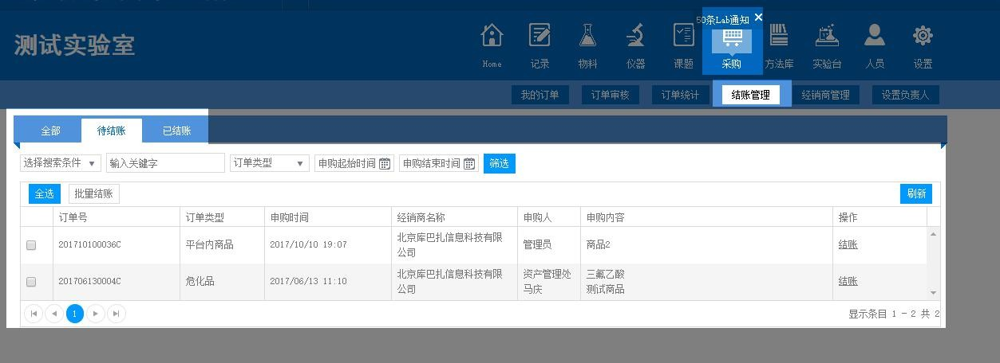 50条Lab通知
测试实验室
Home 记录 物料 仪器 课题 采购 方法库 实验台 人员 设置
我的订单 订单审核 订单统计 结账管理 经销商管理 设置负责人
全部 待结账 已结账
选择搜索条件 输入关键字 订单类型 申购起始时间 申购结束时间 筛选
全选 批量结账 刷新
订单号 订单类型 申购时间 经销商名称 申购人 申购内容 操作
201710100036C 平台内商品 2017/10/10 19:07 北京库巴扎信息科技有限 管理员 商品2 结账
公司
201706130004C 危化品 2017/06/13 11:10 北京库巴扎信息科技有限 资产管理处 三氟乙酸 结账
公司 马庆 测试商品
1 显示条目 1 - 2 共 2